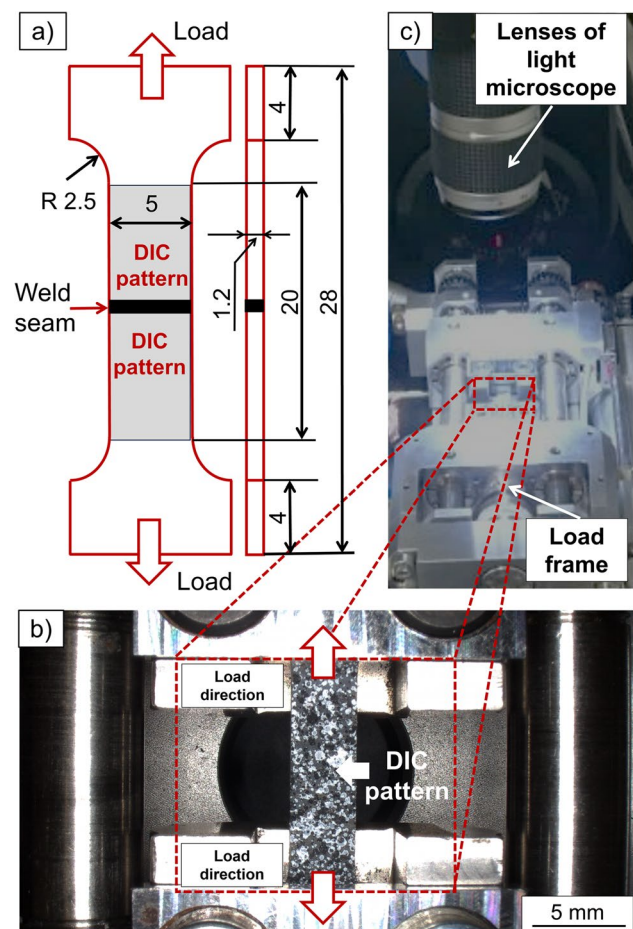 a)
Load
4
R 2.5
5
DIC
pattern
Weld
seam
1.2
20
28
DIC
pattern
4
Load
c)
Lenses of
light
microscope
Load
frame
b)
Load
direction
DIC
pattern
Load
direction
5 mm